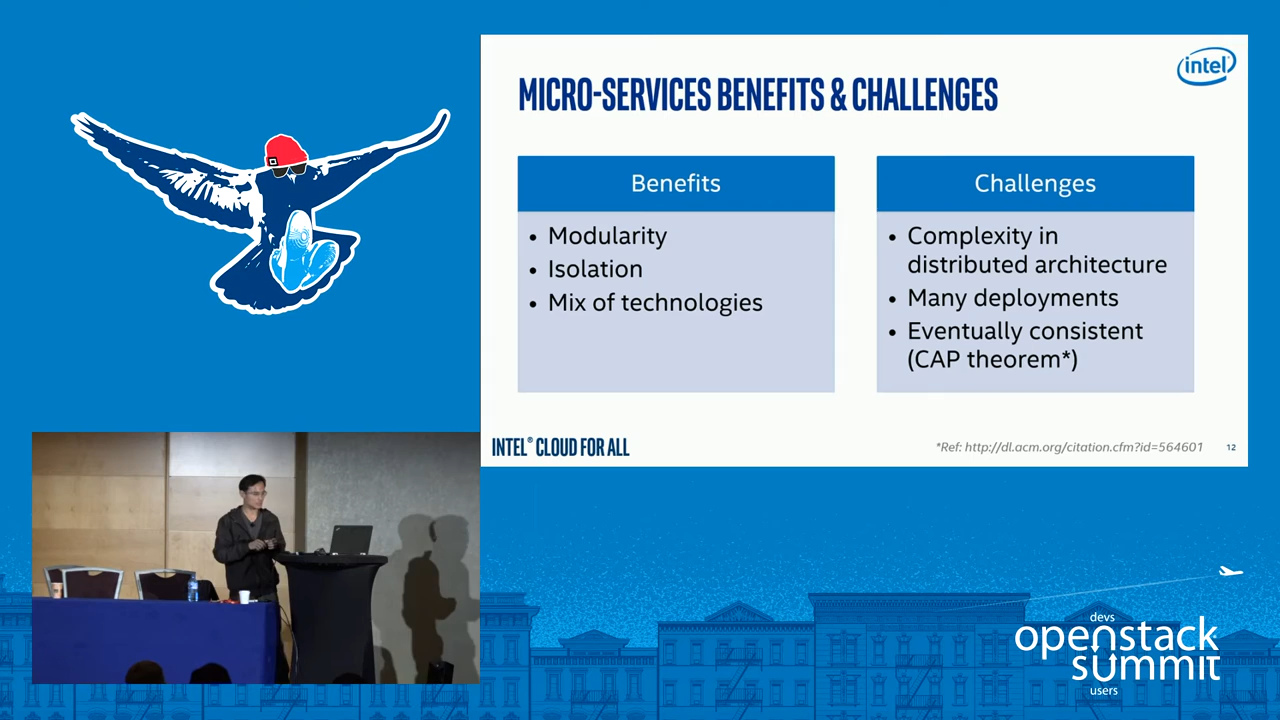 intel
MICRO-SERVICES BENEFITS & CHALLENGES
Benefits
• Modularity
• Isolation
• Mix of technologies
Challenges
• Complexity in
distributed architecture
• Many deployments
• Eventually consistent
(CAP theorem*)
INTEL® CLOUD FOR ALL
*Ref: http://dl.acm.org/citation.cfm?id=564601
12
devs
openstack
summit
users